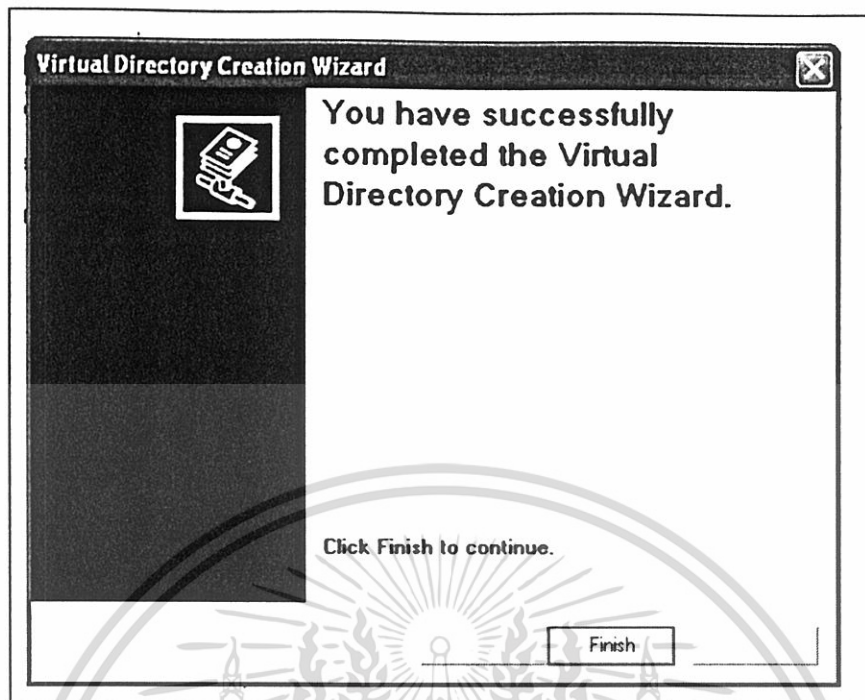 Virtual Directory Creation Wizard
You have successfully
completed the Virtual
Directory Creation Wizard.
Click Finish to continue.
Finish